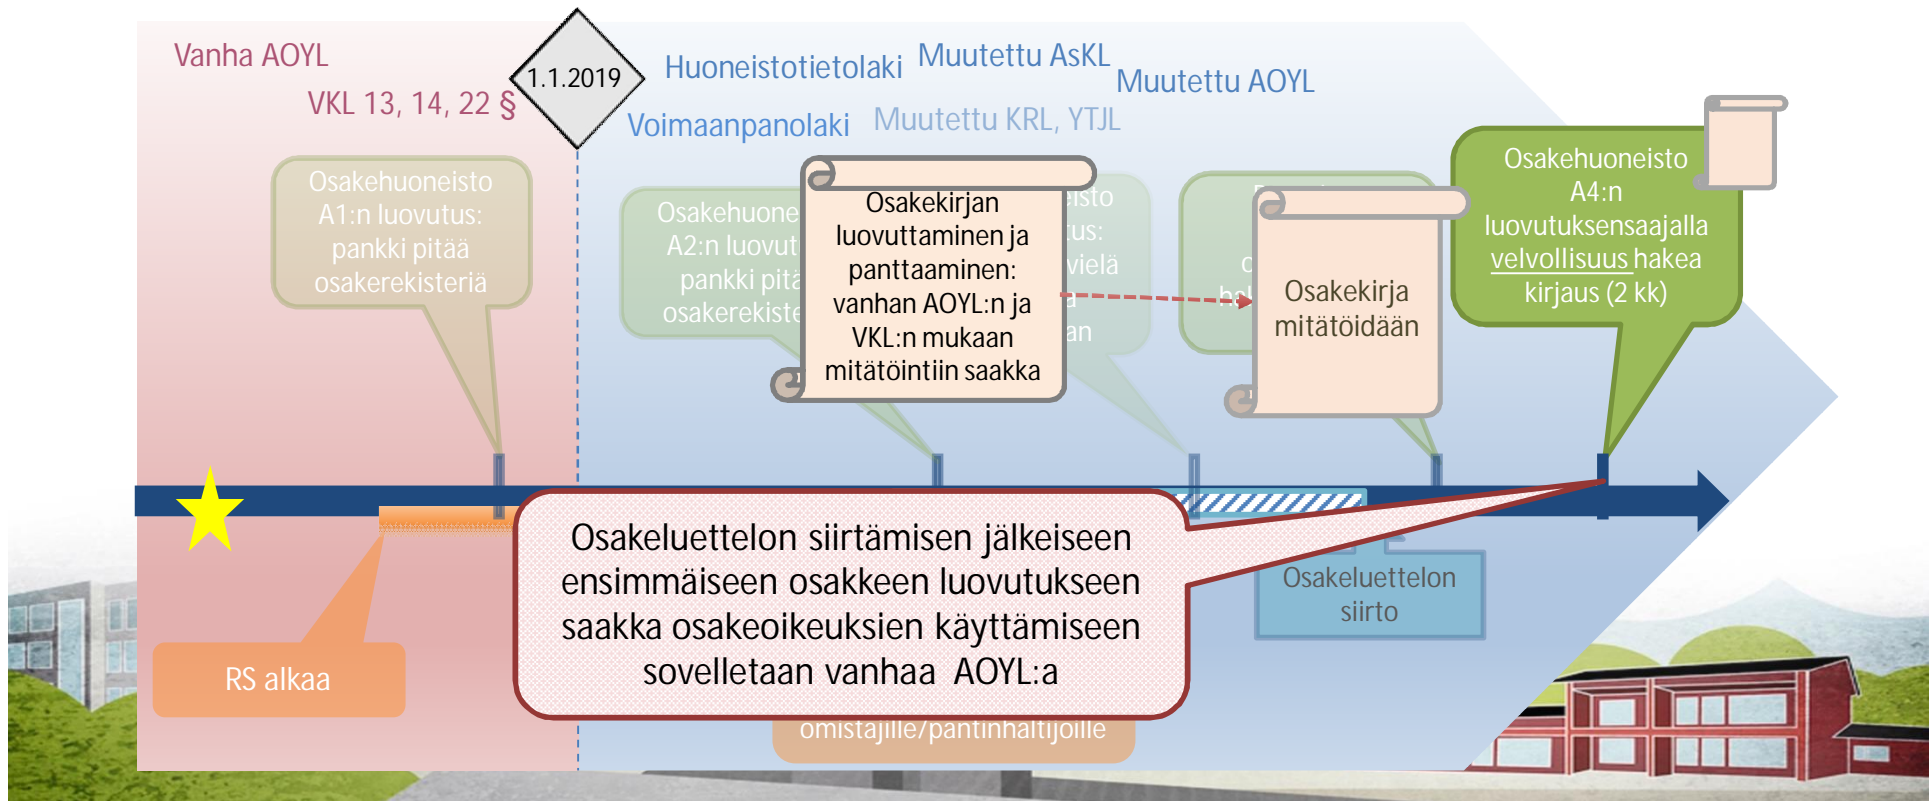 Vanha AOYL
VKL 13, 14, 22 §
1.1.2019
Huoneistotietolaki
Muutettu AsKL
Muutettu AOYL
Voimaanpanolaki
Muutettu KRL, YTJL
Osakehuoneisto
A1:n luovutus:
pankki pitää
osakerekisteriä
Osakekirjan
luovuttaminen ja
panttaaminen:
vanhan AOYL:n ja
VKL:n mukaan
mitätöintiin saakka
A2:n
pankki
Osakekirja
mitätöidään
Osakehuoneisto
A4:n
luovutuksensaajalla
velvollisuus hakea
kirjaus (2 kk)
Osakeluettelon siirtämisen jälkeiseen
ensimmäiseen osakkeen luovutukseen
saakka osakeoikeuksien käyttämiseen
sovelletaan vanhaa AOYL:a
Osakeluettelon
siirto
RS alkaa
omistajille/pantinhaltijoille